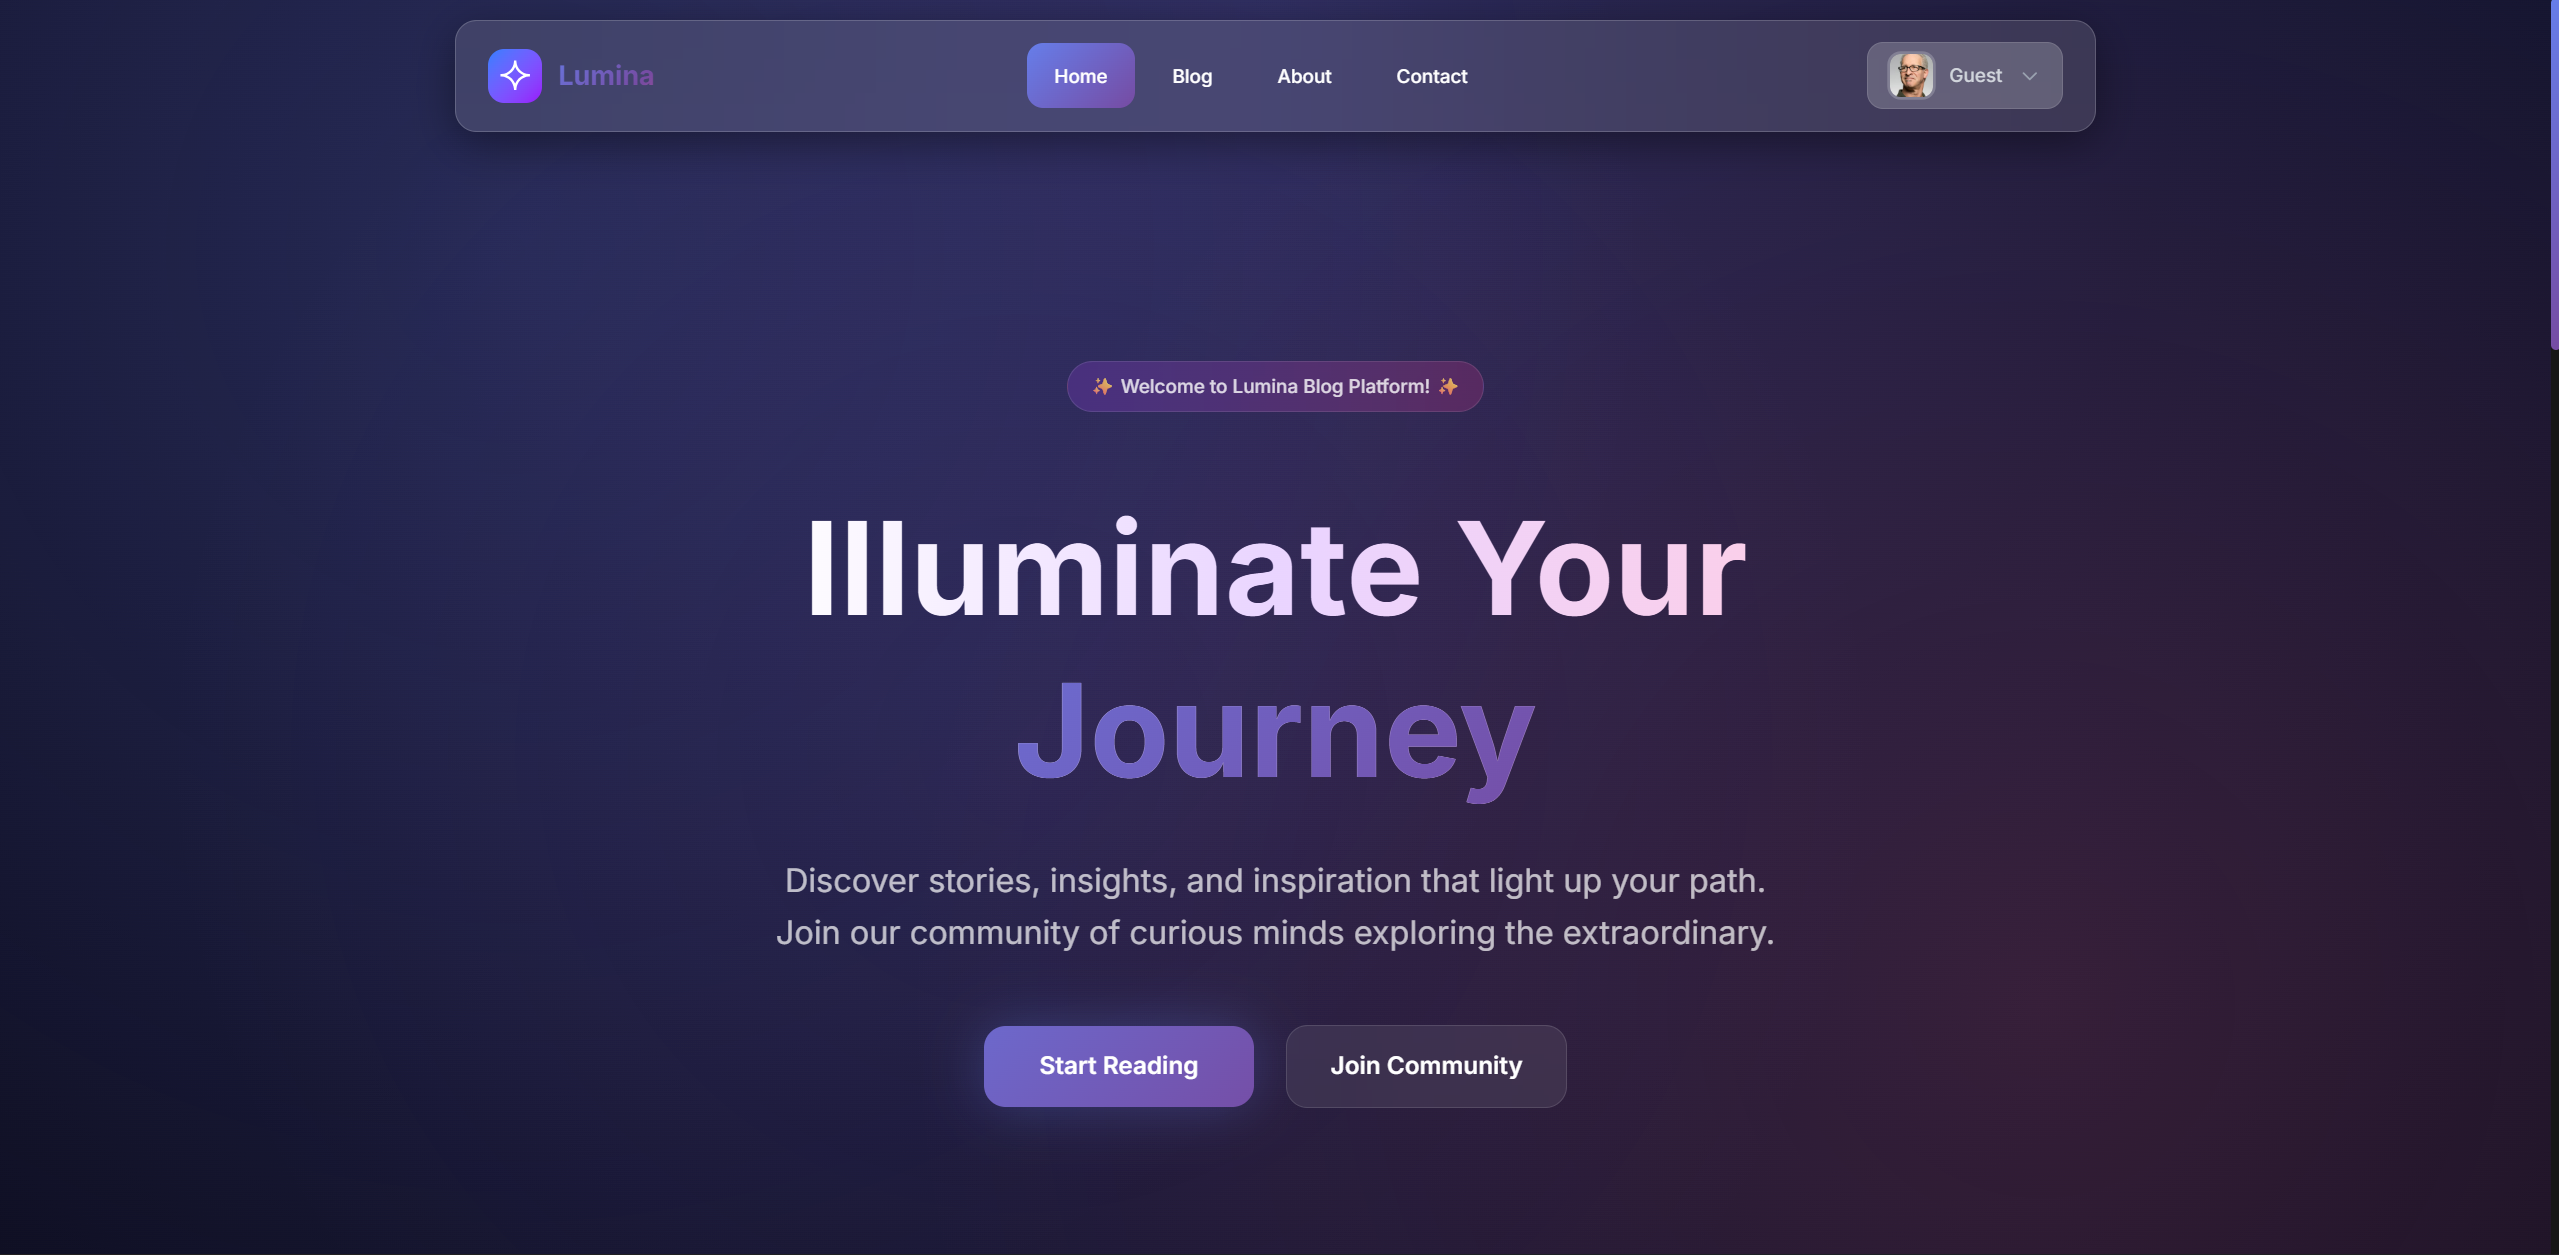 Lumina
Home
Blog
About
Contact
Guest
✨ Welcome to Lumina Blog Platform! ✨
Illuminate Your
Journey
Discover stories, insights, and inspiration that light up your path.
Join our community of curious minds exploring the extraordinary.
Start Reading
Join Community